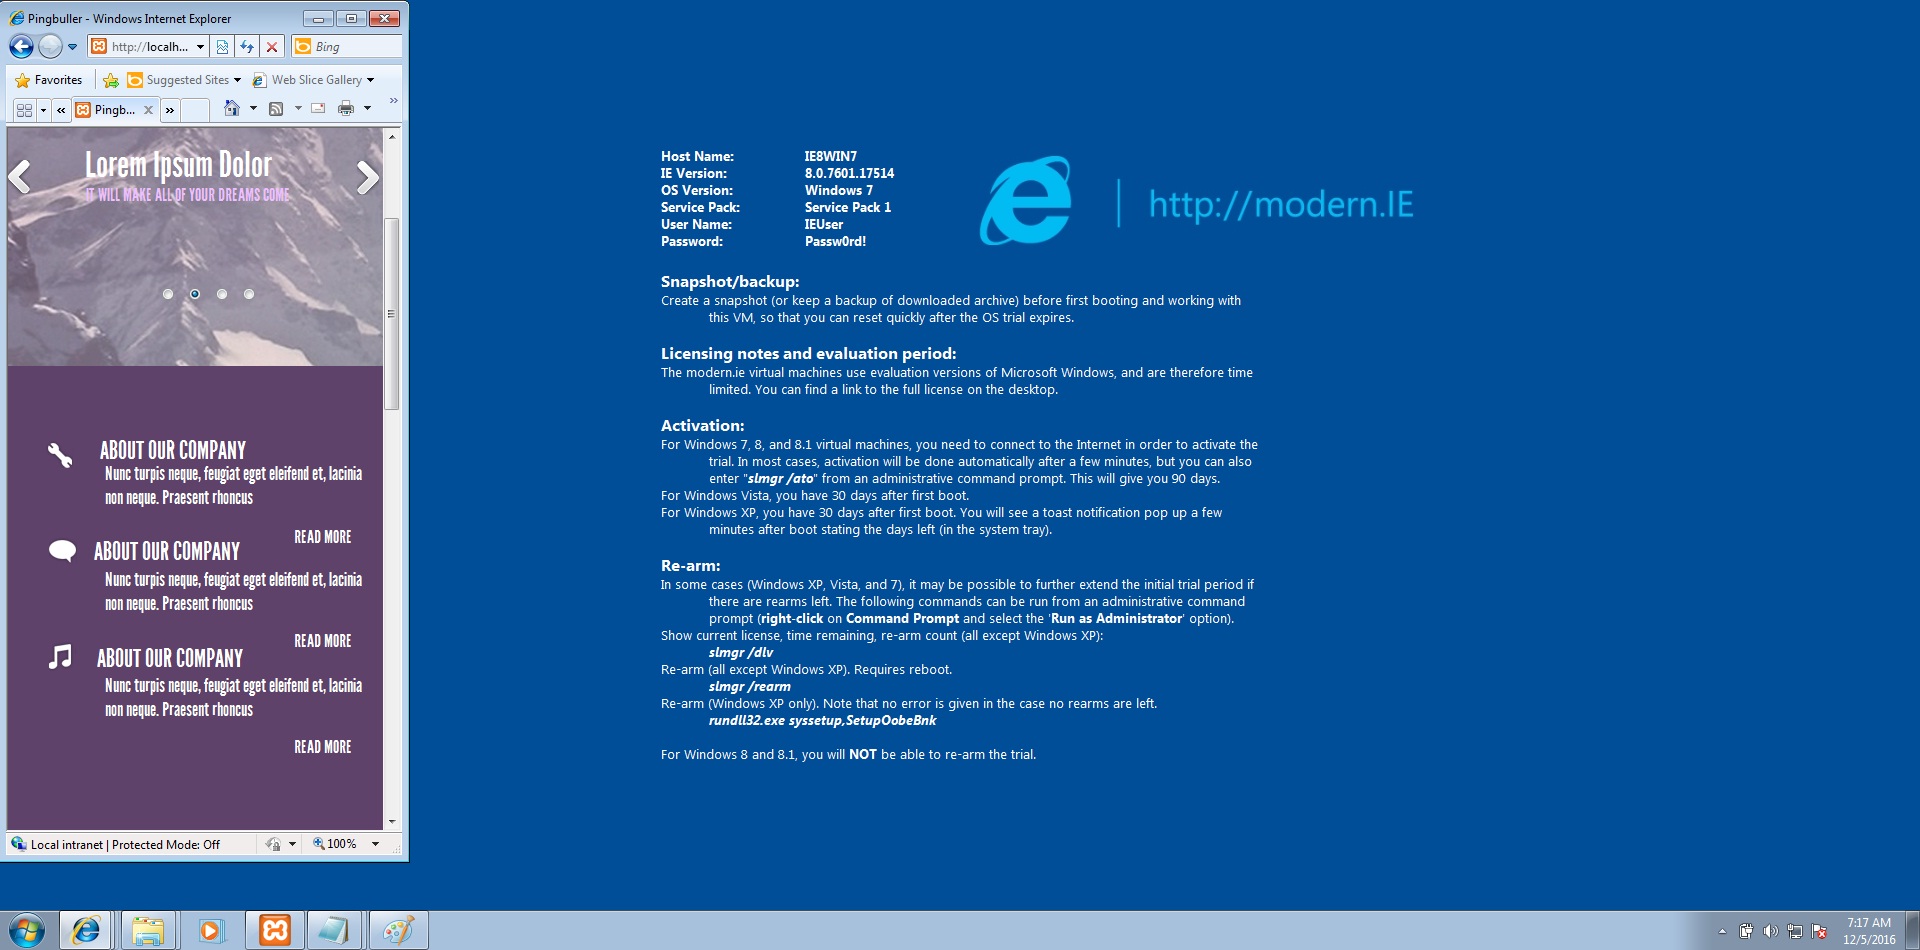 Pingbuller - Windows Internet Explorer
http://localh...
Bing
Favorites
Suggested Sites
Web Slice Gallery
Pingb...
Lorem Ipsum Dolor
IT WILL MAKE ALL OF YOUR DREAMS COME
ABOUT OUR COMPANY
Nunc turpis neque, feugiat eget eleifend et, lacinia
non neque. Praesent rhoncus
READ MORE
ABOUT OUR COMPANY
Nunc turpis neque, feugiat eget eleifend et, lacinia
non neque. Praesent rhoncus
READ MORE
ABOUT OUR COMPANY
Nunc turpis neque, feugiat eget eleifend et, lacinia
non neque. Praesent rhoncus
READ MORE
Local intranet | Protected Mode: Off
100%
Host Name: IE8WIN7
IE Version: 8.0.7601.17514
OS Version: Windows 7
Service Pack: Service Pack 1
User Name: IEUser
Password: Passw0rd!
http://modern.IE
Snapshot/backup:
Create a snapshot (or keep a backup of downloaded archive) before first booting and working with
this VM, so that you can reset quickly after the OS trial expires.
Licensing notes and evaluation period:
The modern.ie virtual machines use evaluation versions of Microsoft Windows, and are therefore time
limited. You can find a link to the full license on the desktop.
Activation:
For Windows 7, 8, and 8.1 virtual machines, you need to connect to the Internet in order to activate the
trial. In most cases, activation will be done automatically after a few minutes, but you can also
enter "slmgr /ato" from an administrative command prompt. This will give you 90 days.
For Windows Vista, you have 30 days after first boot.
For Windows XP, you have 30 days after first boot. You will see a toast notification pop up a few
minutes after boot stating the days left (in the system tray).
Re-arm:
In some cases (Windows XP, Vista, and 7), it may be possible to further extend the initial trial period if
there are rearms left. The following commands can be run from an administrative command
prompt (right-click on Command Prompt and select the 'Run as Administrator' option).
Show current license, time remaining, re-arm count (all except Windows XP):
slmgr /dlv
Re-arm (all except Windows XP). Requires reboot.
slmgr /rearm
Re-arm (Windows XP only). Note that no error is given in the case no rearms are left.
rundll32.exe syssetup,SetupOobeBnk
For Windows 8 and 8.1, you will NOT be able to re-arm the trial.
7:17 AM
12/5/2016